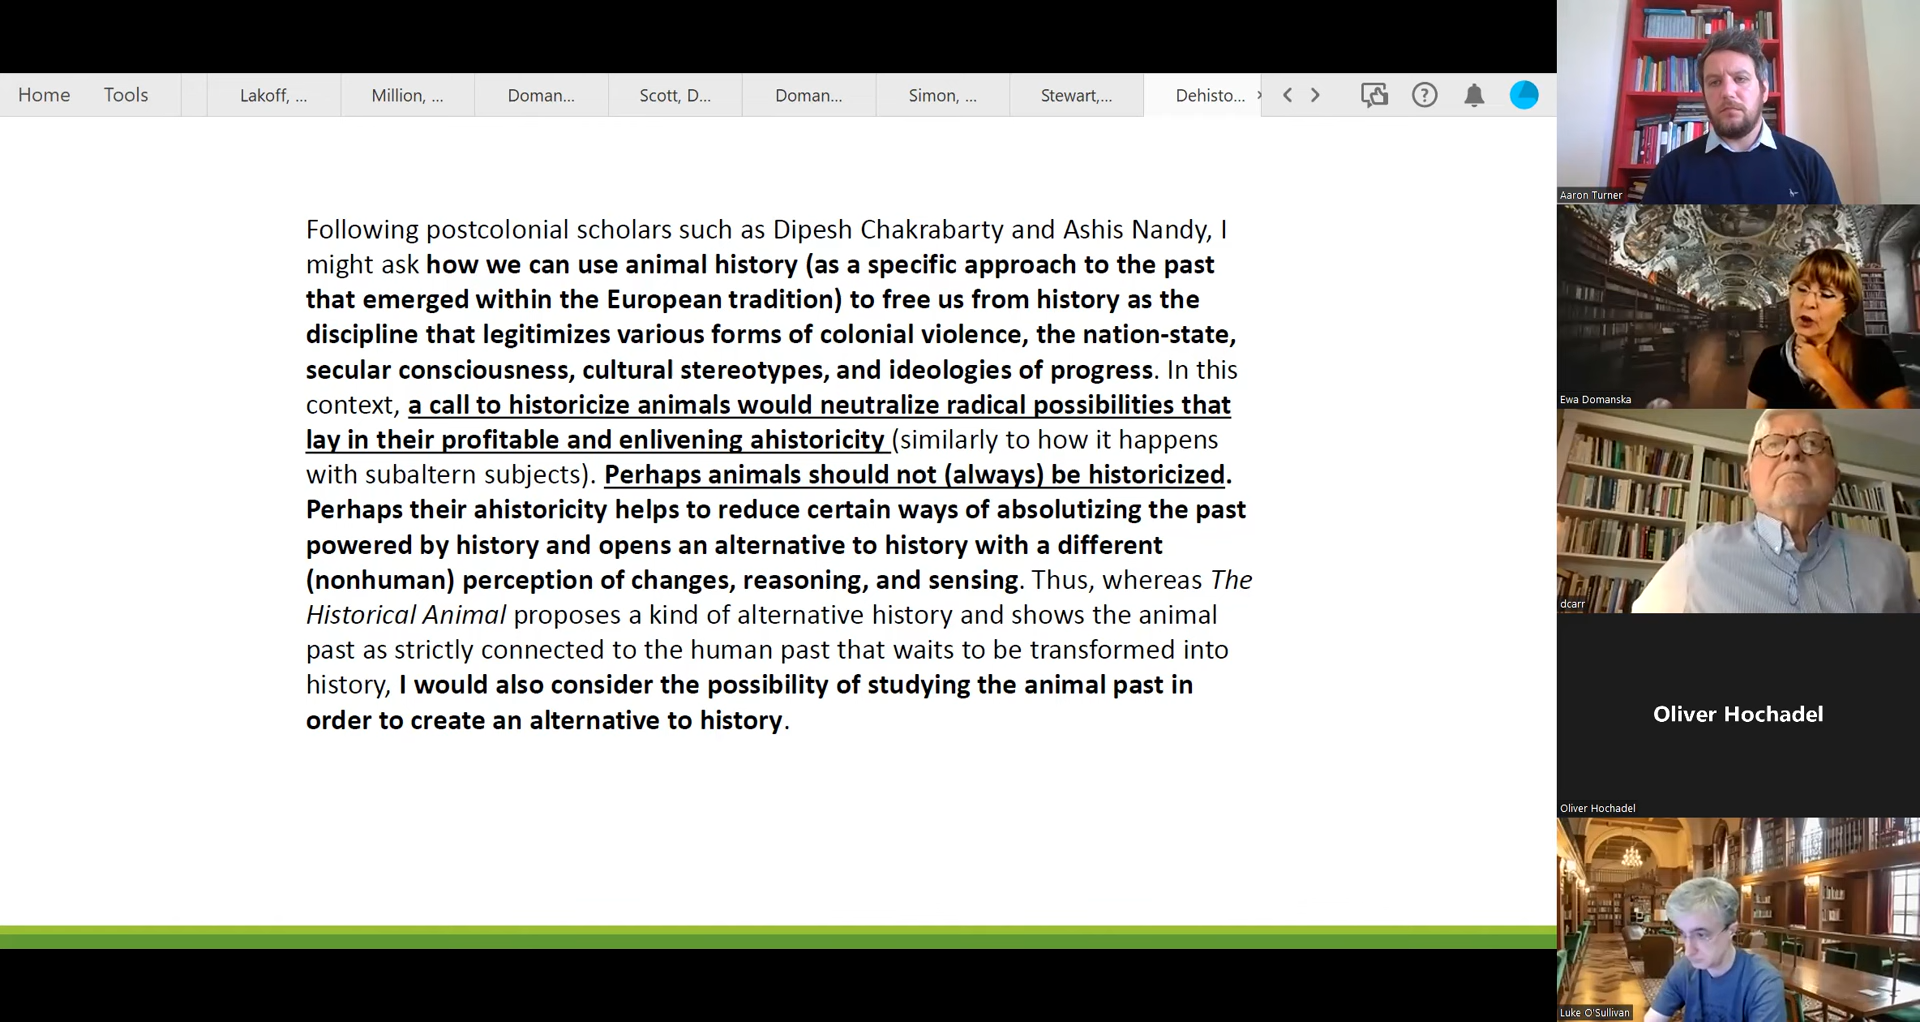 Home Tools Lakoff, ... Million, ... Doman... Scott, D... Doman... Simon, ... Stewart,... Dehisto...
Following postcolonial scholars such as Dipesh Chakrabarty and Ashis Nandy, I
might ask how we can use animal history (as a specific approach to the past
that emerged within the European tradition) to free us from history as the
discipline that legitimizes various forms of colonial violence, the nation-state,
secular consciousness, cultural stereotypes, and ideologies of progress. In this
context, a call to historicize animals would neutralize radical possibilities that
lay in their profitable and enlivening ahistoricity (similarly to how it happens
with subaltern subjects). Perhaps animals should not (always) be historicized.
Perhaps their ahistoricity helps to reduce certain ways of absolutizing the past
powered by history and opens an alternative to history with a different
(nonhuman) perception of changes, reasoning, and sensing. Thus, whereas The
Historical Animal proposes a kind of alternative history and shows the animal
past as strictly connected to the human past that waits to be transformed into
history, I would also consider the possibility of studying the animal past in
order to create an alternative to history.
Aaron Turner
Ewa Domanska
dcarr
Oliver Hochadel
Oliver Hochadel
Luke O'Sullivan